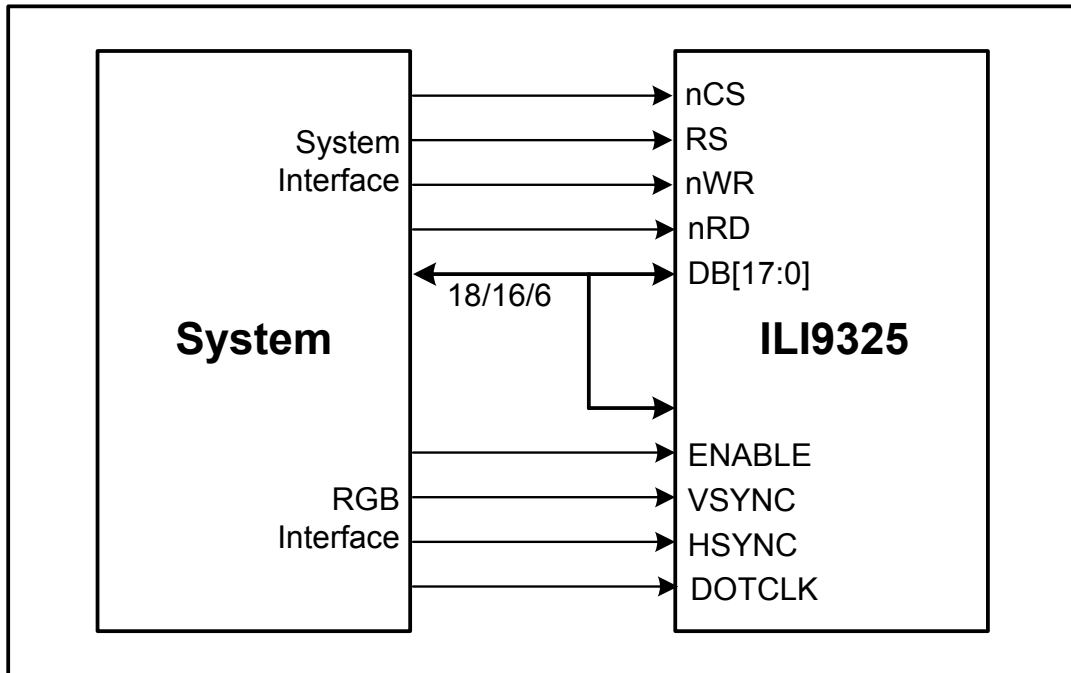 System
Interface
18/16/6
System
RGB
Interface
nCS
RS
nWR
nRD
DB[17:0]
ILI9325
ENABLE
VSYNC
HSYNC
DOTCLK